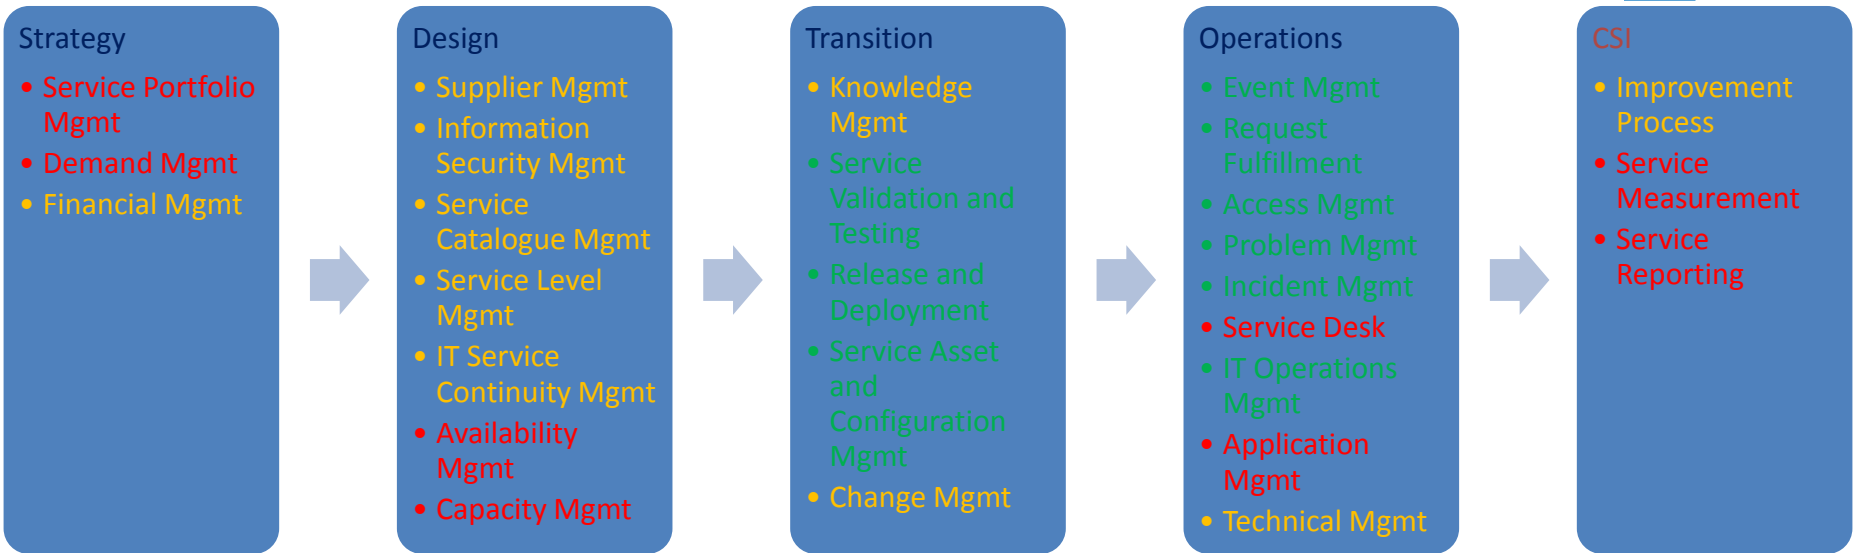 Strategy
• Service Portfolio
Mgmt
• Demand Mgmt
• Financial Mgmt
Design
• Supplier Mgmt
• Information
Security Mgmt
• Service
Catalogue Mgmt
• Service Level
Mgmt
• IT Service
Continuity Mgmt
• Availability
Mgmt
• Capacity Mgmt
Transition
• Knowledge
Mgmt
• Service
Validation and
Testing
• Release and
Deployment
• Service Asset
and
Configuration
Mgmt
• Change Mgmt
Operations
• Event Mgmt
• Request
Fulfillment
• Access Mgmt
• Problem Mgmt
• Incident Mgmt
• Service Desk
• IT Operations
Mgmt
• Application
Mgmt
• Technical Mgmt
CSI
• Improvement
Process
• Service
Measurement
• Service
Reporting